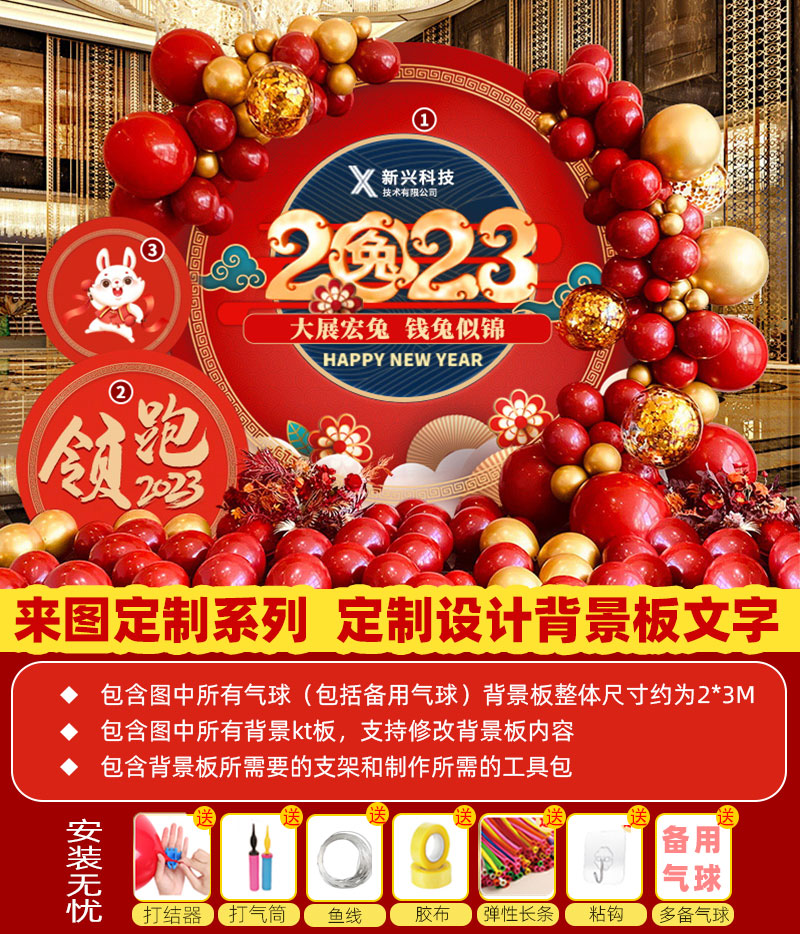 ①
新兴科技
技术有限公司
2023
兔
③
大展宏兔 钱兔似锦
HAPPY NEW YEAR
②
领跑
2023
来图定制系列 定制设计背景板文字
◆ 包含图中所有气球（包括备用气球）背景板整体尺寸约为2*3M
◆ 包含图中所有背景kt板，支持修改背景板内容
◆ 包含背景板所需要的支架和制作所需的工具包
安装无忧
送 送 送 送 送 送 送
备用
气球
打结器 打气筒 鱼线 胶布 弹性长条 粘钩 多备气球